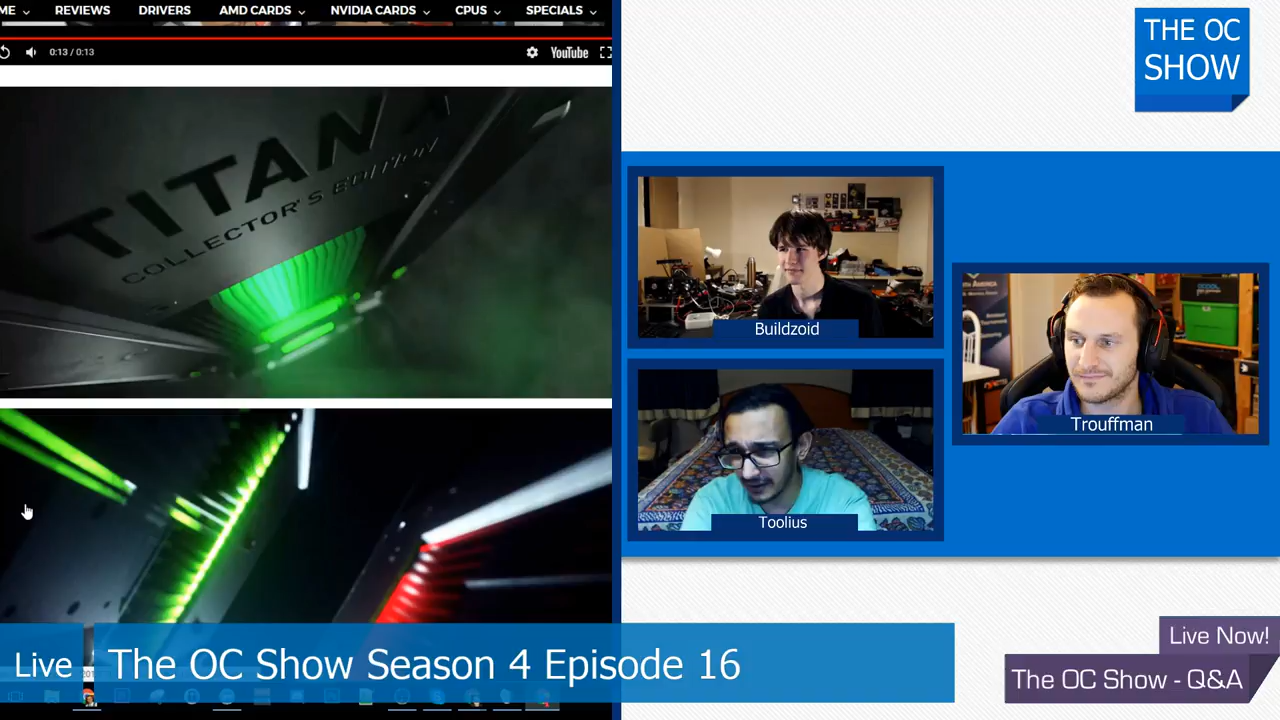 ME REVIEWS DRIVERS AMD CARDS NVIDIA CARDS CPUS SPECIALS
0:13 / 0:13 YouTube
TITAN X
COLLECTOR'S EDITION
THE OC
SHOW
Buildzoid
Trouffman
Toolius
Live The OC Show Season 4 Episode 16
Live Now!
The OC Show - Q&A